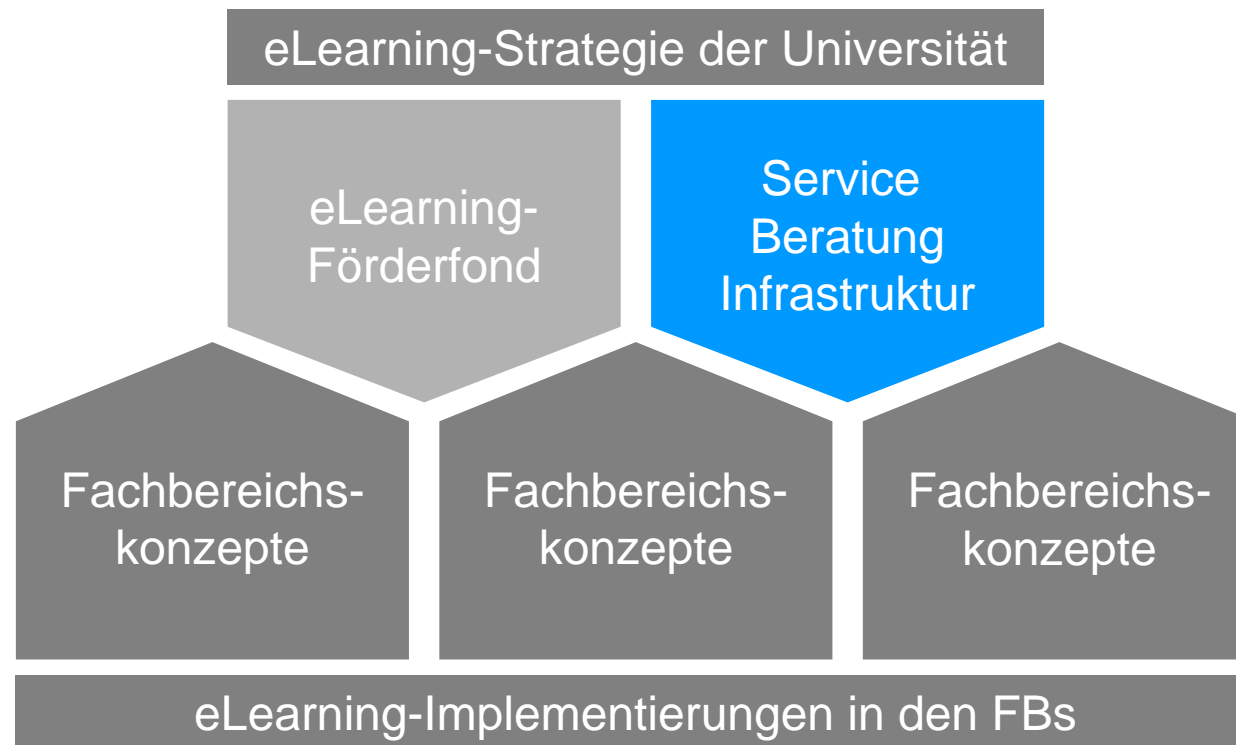 eLearning-Strategie der Universität
eLearning-
Förderfond
Service
Beratung
Infrastruktur
Fachbereichs-
konzepte
Fachbereichs-
konzepte
Fachbereichs-
konzepte
eLearning-Implementierungen in den FBs